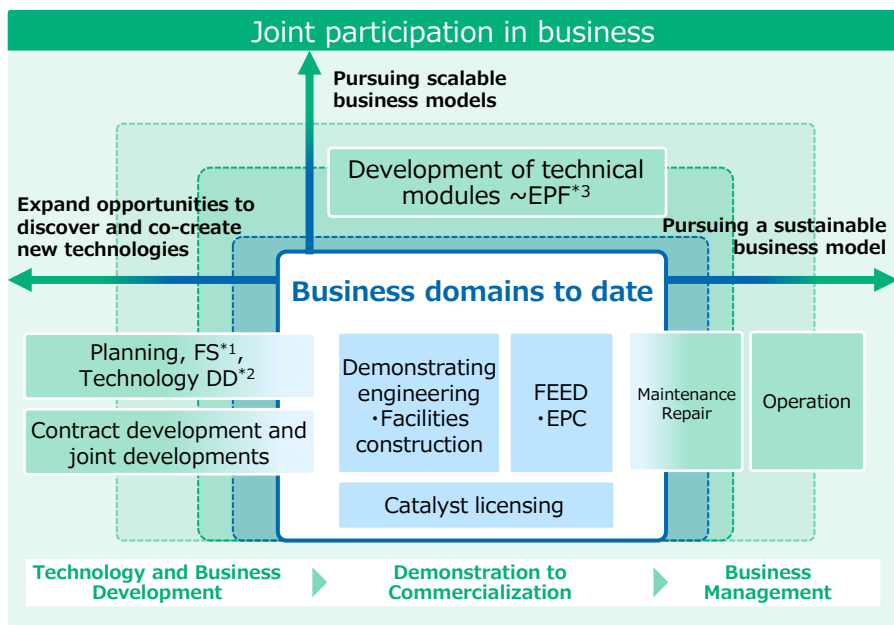 Joint participation in business
Pursuing scalable
business models
Development of technical
modules ~EPF*3
Expand opportunities to
discover and co-create
new technologies
Pursuing a sustainable
business model
Business domains to date
Planning, FS*1,
Technology DD*2
Contract development and
joint developments
Demonstrating
engineering
・Facilities
construction
FEED
・EPC
Catalyst licensing
Maintenance
Repair
Operation
Technology and Business
Development
Demonstration to
Commercialization
Business
Management